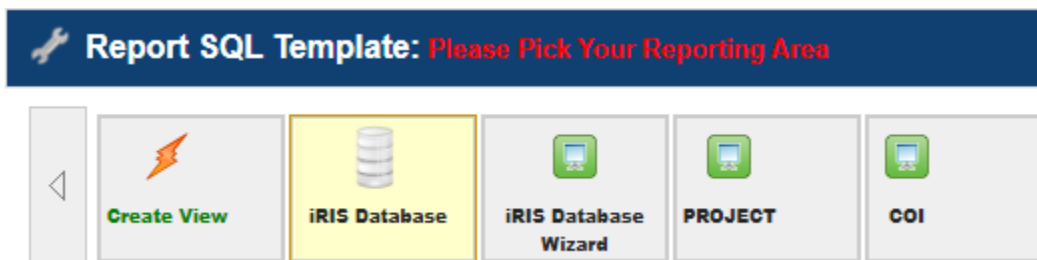 Report SQL Template: Please Pick Your Reporting Area
Create View
iRIS Database
iRIS Database
Wizard
PROJECT
COI